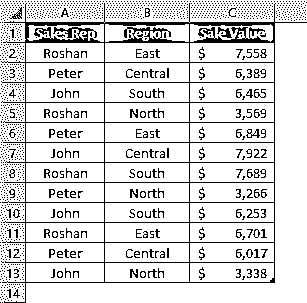 A B C
1 Sales Rep Region Sale Value
2 Roshan East $ 7,558
3 Peter Central $ 6,389
4 John South $ 6,465
5 Roshan North $ 3,569
6 Peter East $ 6,849
7 John Central $ 7,922
8 Roshan South $ 7,689
9 Peter North $ 3,266
10 John South $ 6,253
11 Roshan East $ 6,701
12 Peter Central $ 6,017
13 John North $ 3,338
14